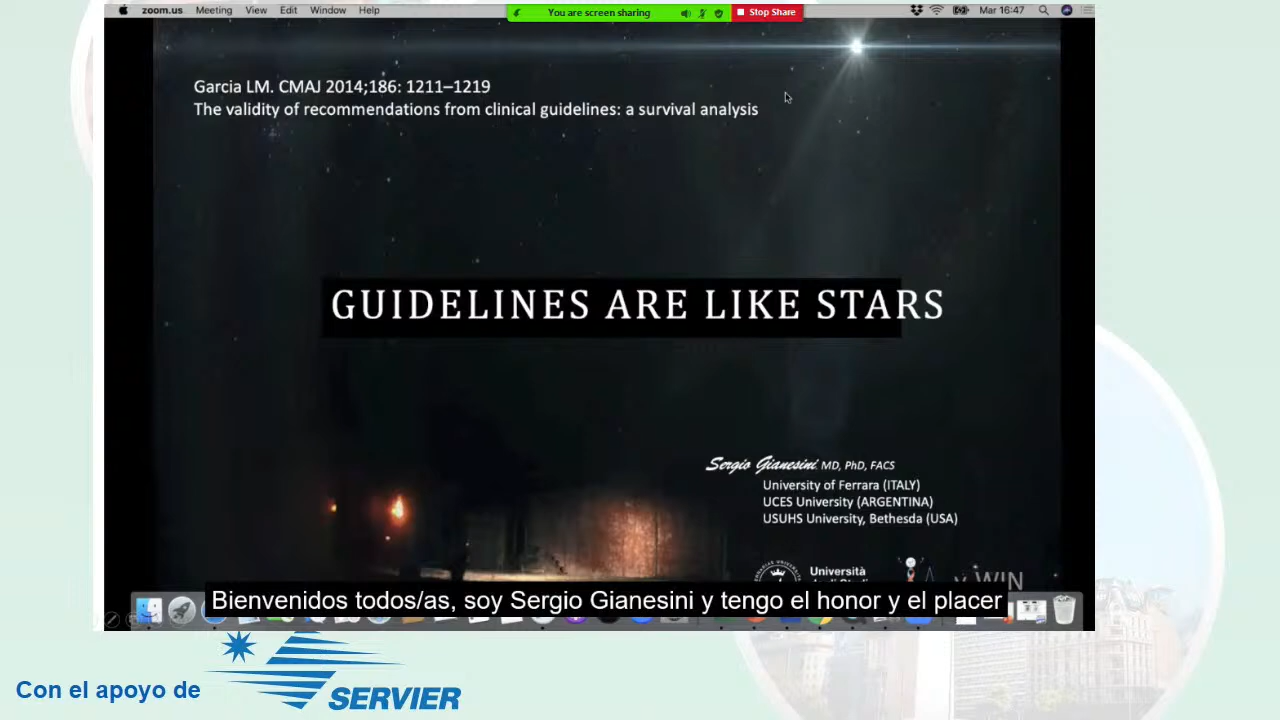 zoom.us Meeting View Edit Window Help
You are screen sharing
Stop Share
Mar 16:47
Garcia LM. CMAJ 2014;186: 1211–1219
The validity of recommendations from clinical guidelines: a survival analysis
GUIDELINES ARE LIKE STARS
Sergio Gianesini MD, PhD, FACS
University of Ferrara (ITALY)
UCES University (ARGENTINA)
USUHS University, Bethesda (USA)
Università
WIN
Bienvenidos todos/as, soy Sergio Gianesini y tengo el honor y el placer
Con el apoyo de
SERVIER